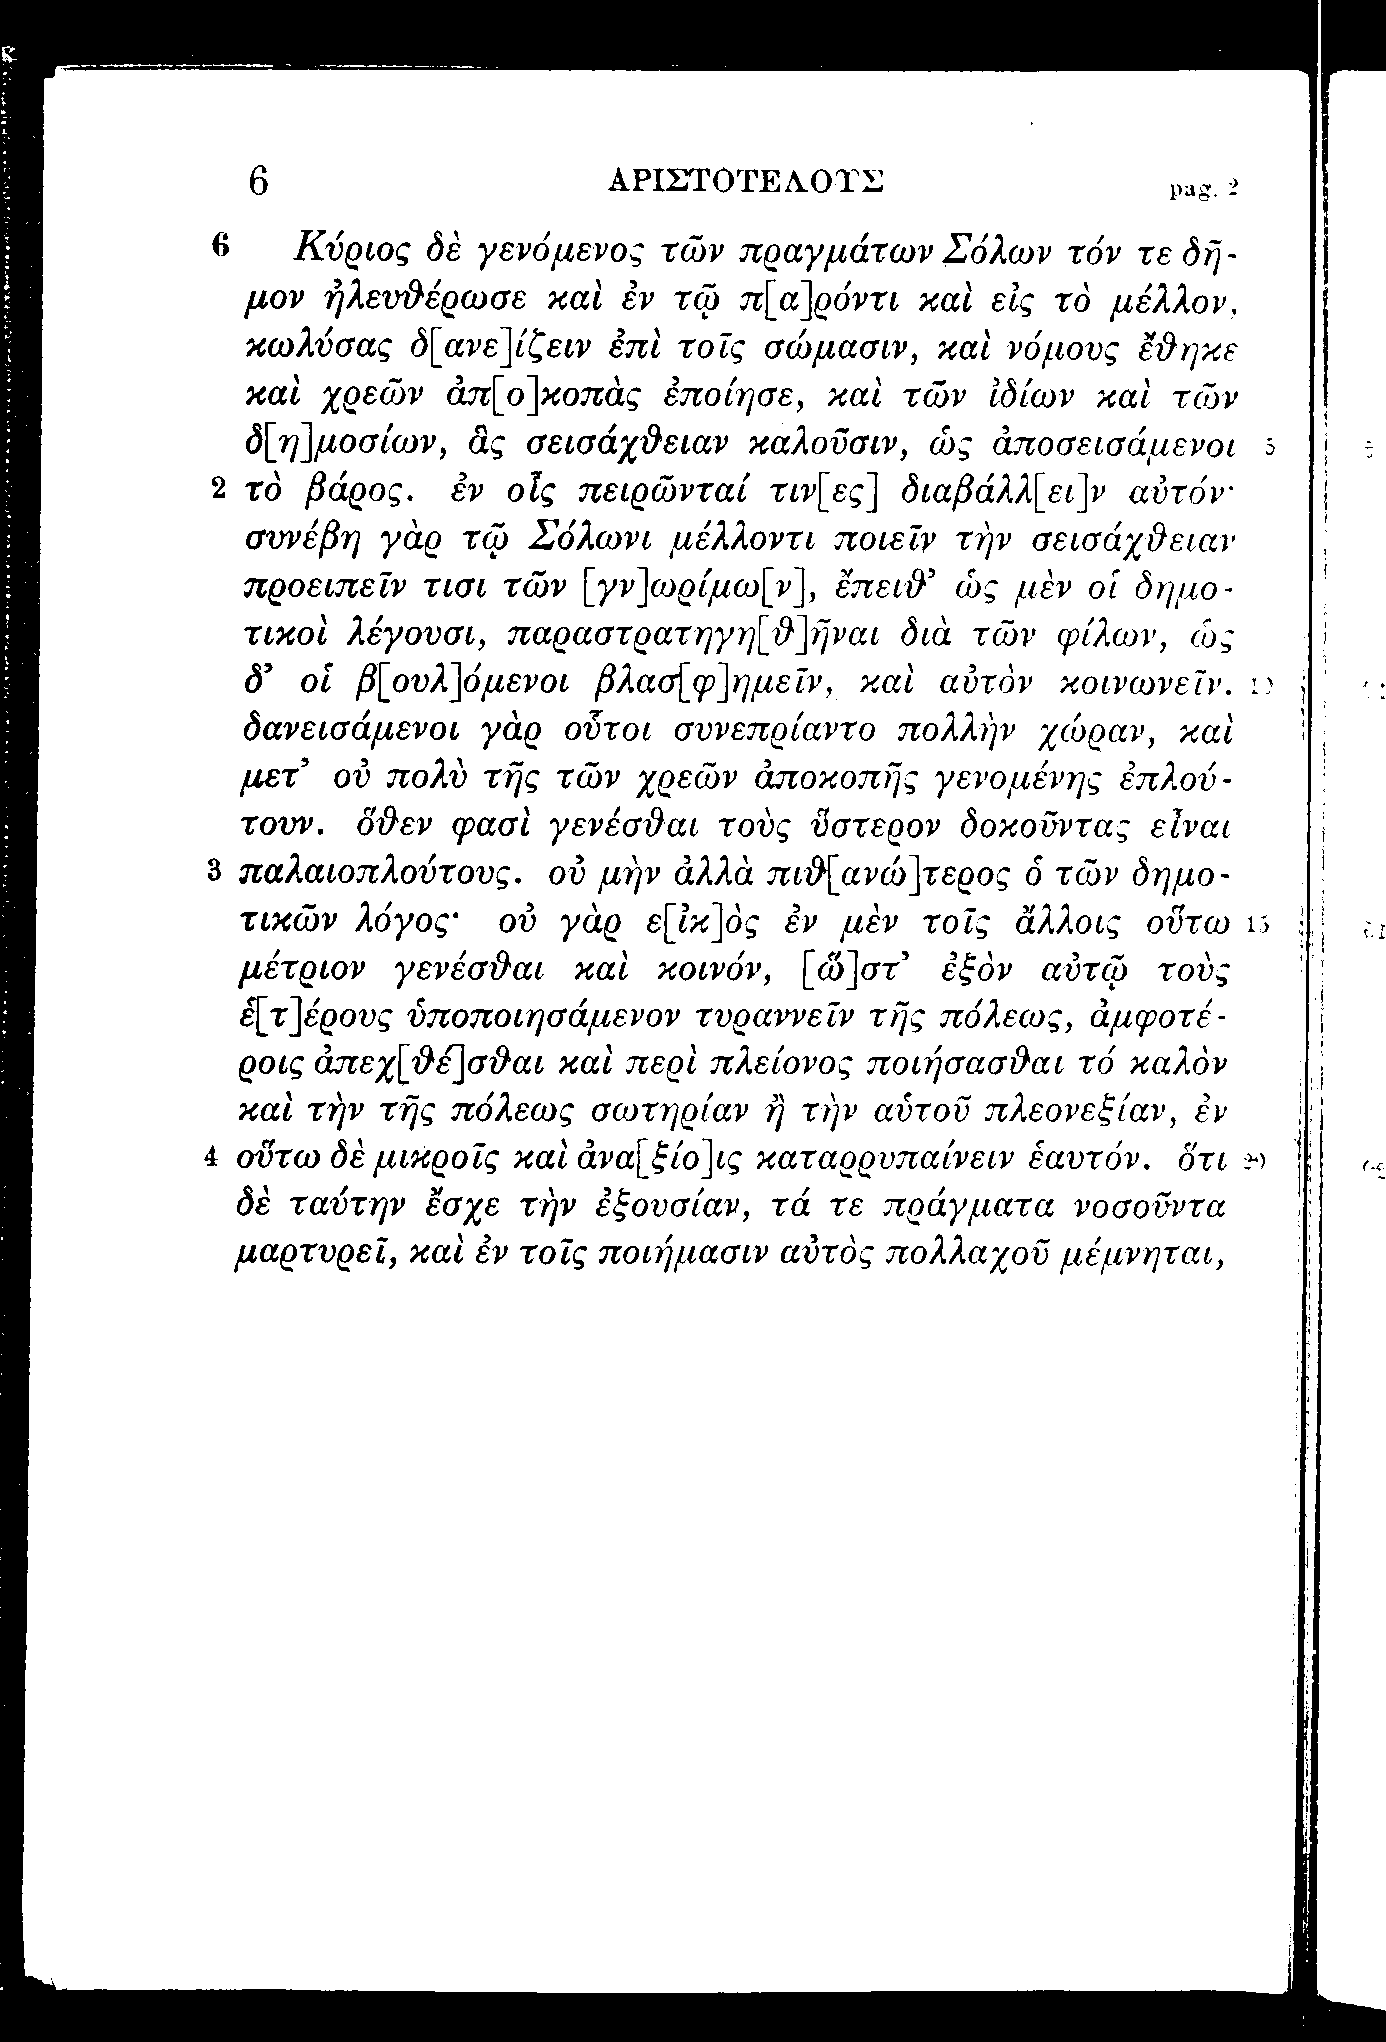 6 ΑΡΙΣΤΟΤΕΛΟΥΣ pag. 2
6 Κύριος δὲ γενόμενος τῶν πραγμάτων Σόλων τόν τε δῆ-
μον ἠλευθέρωσε καὶ ἐν τῷ π[α]ρόντι καὶ εἰς τὸ μέλλον,
κωλύσας δ[ανε]ίζειν ἐπὶ τοῖς σώμασιν, καὶ νόμους ἔθηκε
καὶ χρεῶν ἀπ[ο]κοπὰς ἐποίησε, καὶ τῶν ἰδίων καὶ τῶν
δ[η]μοσίων, ἃς σεισάχθειαν καλοῦσιν, ὡς ἀποσεισάμενοι 5
2 τὸ βάρος. ἐν οἷς πειρῶνταί τιν[ες] διαβάλλ[ει]ν αὐτόν·
συνέβη γὰρ τῷ Σόλωνι μέλλοντι ποιεῖν τὴν σεισάχθειαν
προειπεῖν τισι τῶν [γν]ωρίμω[ν], ἔπειθ’ ὡς μὲν οἱ δημο-
τικοὶ λέγουσι, παραστρατηγη[θ]ῆναι διὰ τῶν φίλων, ὡς
δ’ οἱ β[ουλ]όμενοι βλασ[φ]ημεῖν, καὶ αὐτὸν κοινωνεῖν. 10
δανεισάμενοι γὰρ οὗτοι συνεπρίαντο πολλὴν χώραν, καὶ
μετ’ οὐ πολὺ τῆς τῶν χρεῶν ἀποκοπῆς γενομένης ἐπλού-
τουν. ὅθεν φασὶ γενέσθαι τοὺς ὕστερον δοκοῦντας εἶναι
3 παλαιοπλούτους. οὐ μὴν ἀλλὰ πιθ[ανώ]τερος ὁ τῶν δημο-
τικῶν λόγος· οὐ γὰρ ε[ἰκ]ὸς ἐν μὲν τοῖς ἄλλοις οὕτω 15
μέτριον γενέσθαι καὶ κοινόν, [ὥ]στ’ ἐξὸν αὐτῷ τοὺς
ἑ[τ]έρους ὑποποιησάμενον τυραννεῖν τῆς πόλεως, ἀμφοτέ-
ροις ἀπεχ[θέ]σθαι καὶ περὶ πλείονος ποιήσασθαι τό καλὸν
καὶ τὴν τῆς πόλεως σωτηρίαν ἢ τὴν αὑτοῦ πλεονεξίαν, ἐν
4 οὕτω δὲ μικροῖς καὶ ἀνα[ξίο]ις καταρρυπαίνειν ἑαυτόν. ὅτι 20
δὲ ταύτην ἔσχε τὴν ἐξουσίαν, τά τε πράγματα νοσοῦντα
μαρτυρεῖ, καὶ ἐν τοῖς ποιήμασιν αὐτὸς πολλαχοῦ μέμνηται,